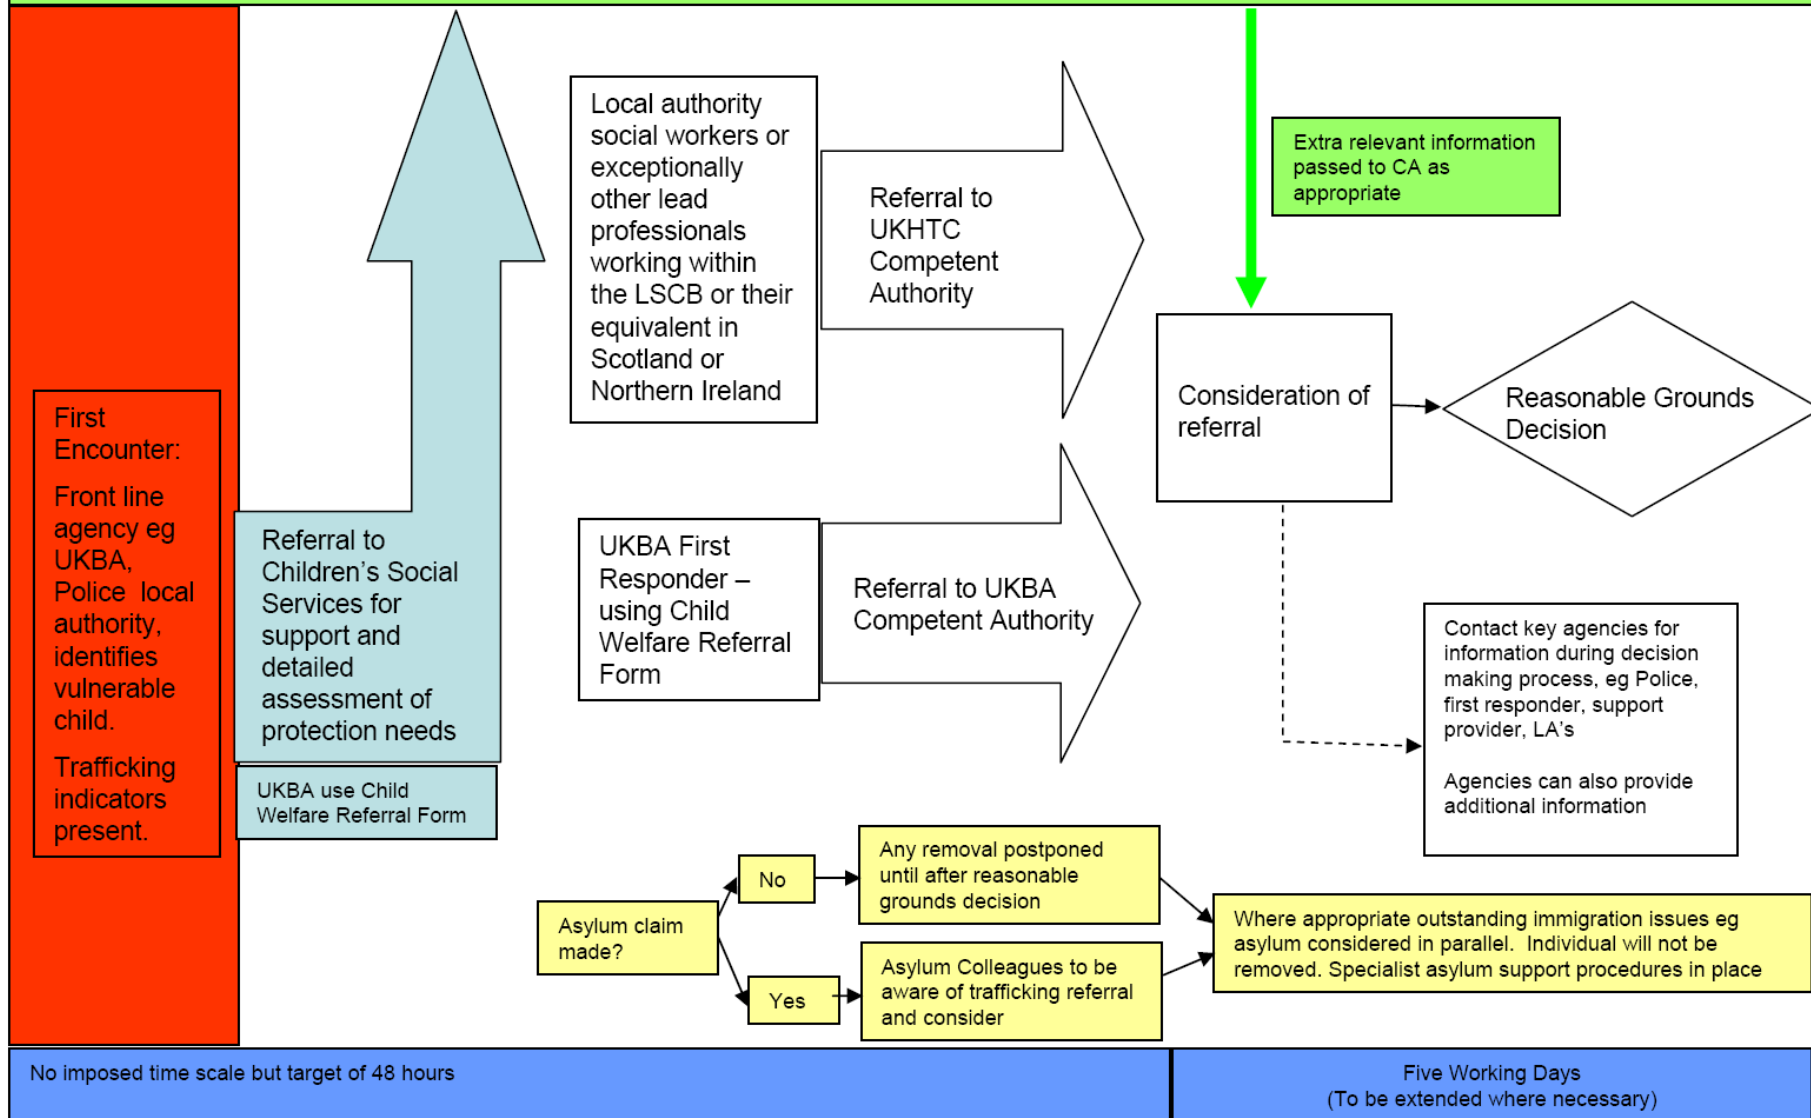 First
Encounter:
Front line
agency eg
UKBA,
Police local
authority,
identifies
vulnerable
child.
Trafficking
indicators
present.
Referral to
Children’s Social
Services for
support and
detailed
assessment of
protection needs
UKBA use Child
Welfare Referral Form
Local authority
social workers or
exceptionally
other lead
professionals
working within
the LSCB or their
equivalent in
Scotland or
Northern Ireland
Referral to
UKHTC
Competent
Authority
UKBA First
Responder –
using Child
Welfare Referral
Form
Referral to UKBA
Competent Authority
Extra relevant information
passed to CA as
appropriate
Consideration of
referral
Reasonable Grounds
Decision
Contact key agencies for
information during decision
making process, eg Police,
first responder, support
provider, LA’s
Agencies can also provide
additional information
Asylum claim
made?
No
Any removal postponed
until after reasonable
grounds decision
Yes
Asylum Colleagues to be
aware of trafficking referral
and consider
Where appropriate outstanding immigration issues eg
asylum considered in parallel. Individual will not be
removed. Specialist asylum support procedures in place
No imposed time scale but target of 48 hours
Five Working Days
(To be extended where necessary)